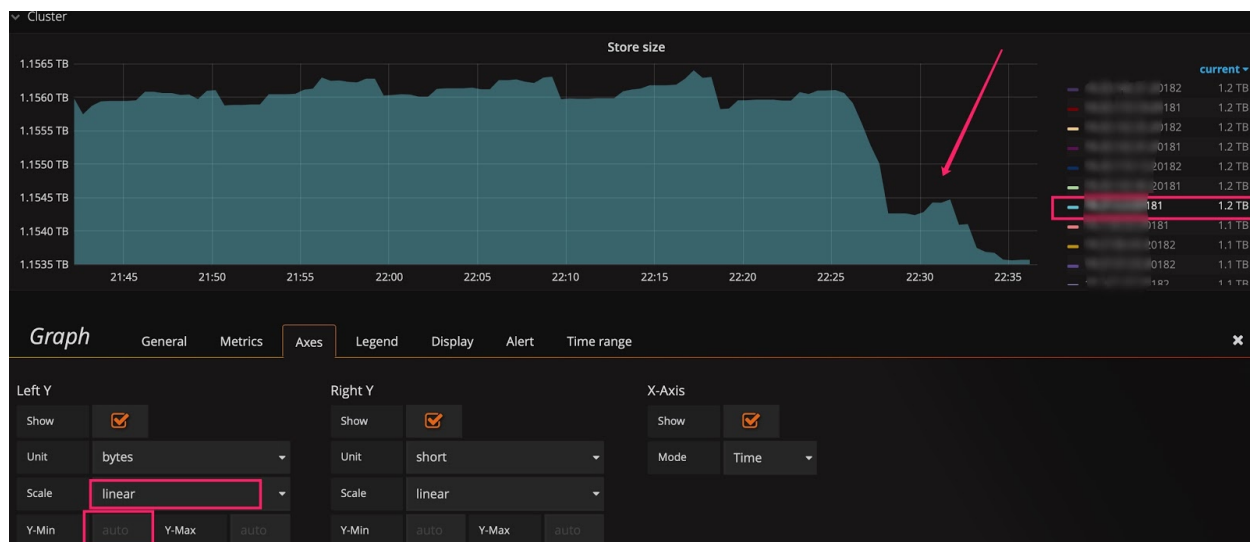 Cluster
Store size
1.1565 TB
1.1560 TB
1.1555 TB
1.1550 TB
1.1545 TB
1.1540 TB
1.1535 TB
21:45 21:50 21:55 22:00 22:05 22:10 22:15 22:20 22:25 22:30 22:35
current
0182 1.2 TB
181 1.2 TB
0182 1.2 TB
0181 1.2 TB
20182 1.2 TB
20181 1.2 TB
181 1.2 TB
0181 1.1 TB
20182 1.1 TB
0182 1.1 TB
182 1.1 TB
Graph General Metrics Axes Legend Display Alert Time range
Left Y Right Y X-Axis
Show Show Show
Unit bytes Unit short Mode Time
Scale linear Scale linear
Y-Min auto Y-Max auto Y-Min auto Y-Max auto